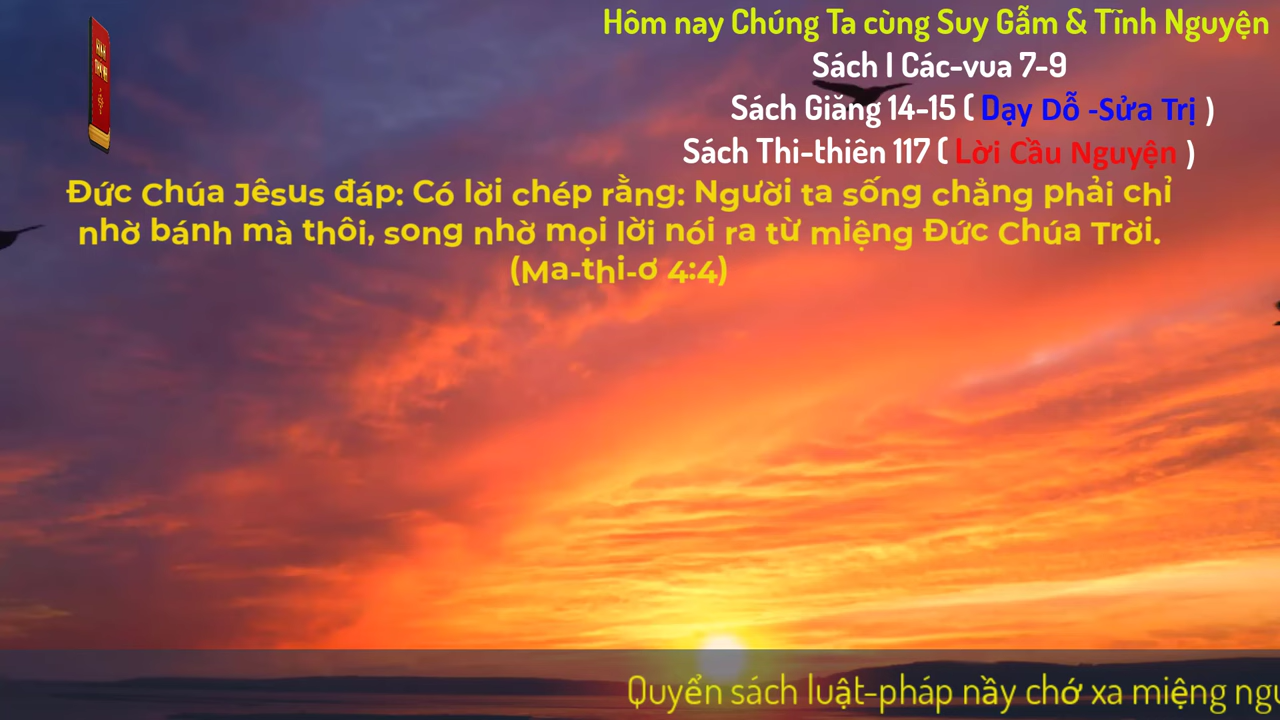 Hôm nay Chúng Ta cùng Suy Gẫm & Tĩnh Nguyện
Sách I Các-vua 7-9
Sách Giăng 14-15 ( Dạy Dỗ -Sửa Trị )
Sách Thi-thiên 117 ( Lời Cầu Nguyện )
Đức Chúa Jêsus đáp: Có lời chép rằng: Người ta sống chẳng phải chỉ
nhờ bánh mà thôi, song nhờ mọi lời nói ra từ miệng Đức Chúa Trời.
(Ma-thi-ơ 4:4)
Quyển sách luật-pháp nầy chớ xa miệng ngư